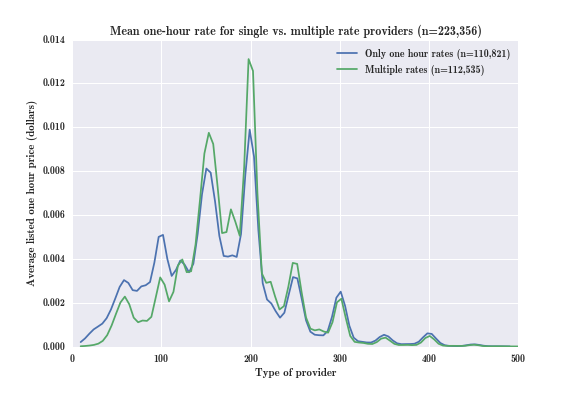 Mean one-hour rate for single vs. multiple rate providers (n=223,356)
0.014
0.012
0.010
0.008
0.006
0.004
0.002
0.000
Average listed one hour price (dollars)
Only one hour rates (n=110,821)
Multiple rates (n=112,535)
0 100 200 300 400 500
Type of provider